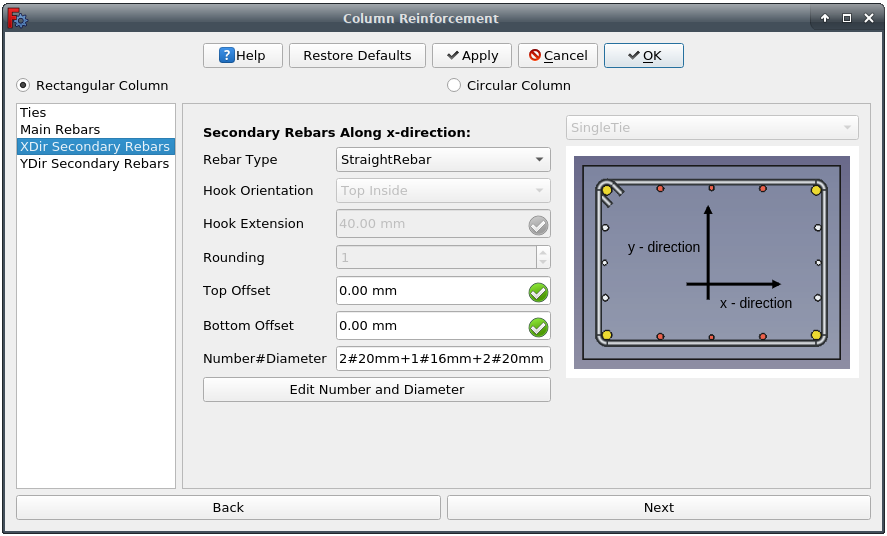 Column Reinforcement
Help Restore Defaults Apply Cancel OK
Rectangular Column Circular Column
Ties
Main Rebars
XDir Secondary Rebars
YDir Secondary Rebars
Secondary Rebars Along x-direction:
Rebar Type StraightRebar
Hook Orientation Top Inside
Hook Extension 40.00 mm
Rounding 1
Top Offset 0.00 mm
Bottom Offset 0.00 mm
Number#Diameter 2#20mm+1#16mm+2#20mm
Edit Number and Diameter
SingleTie
y - direction
x - direction
Back Next